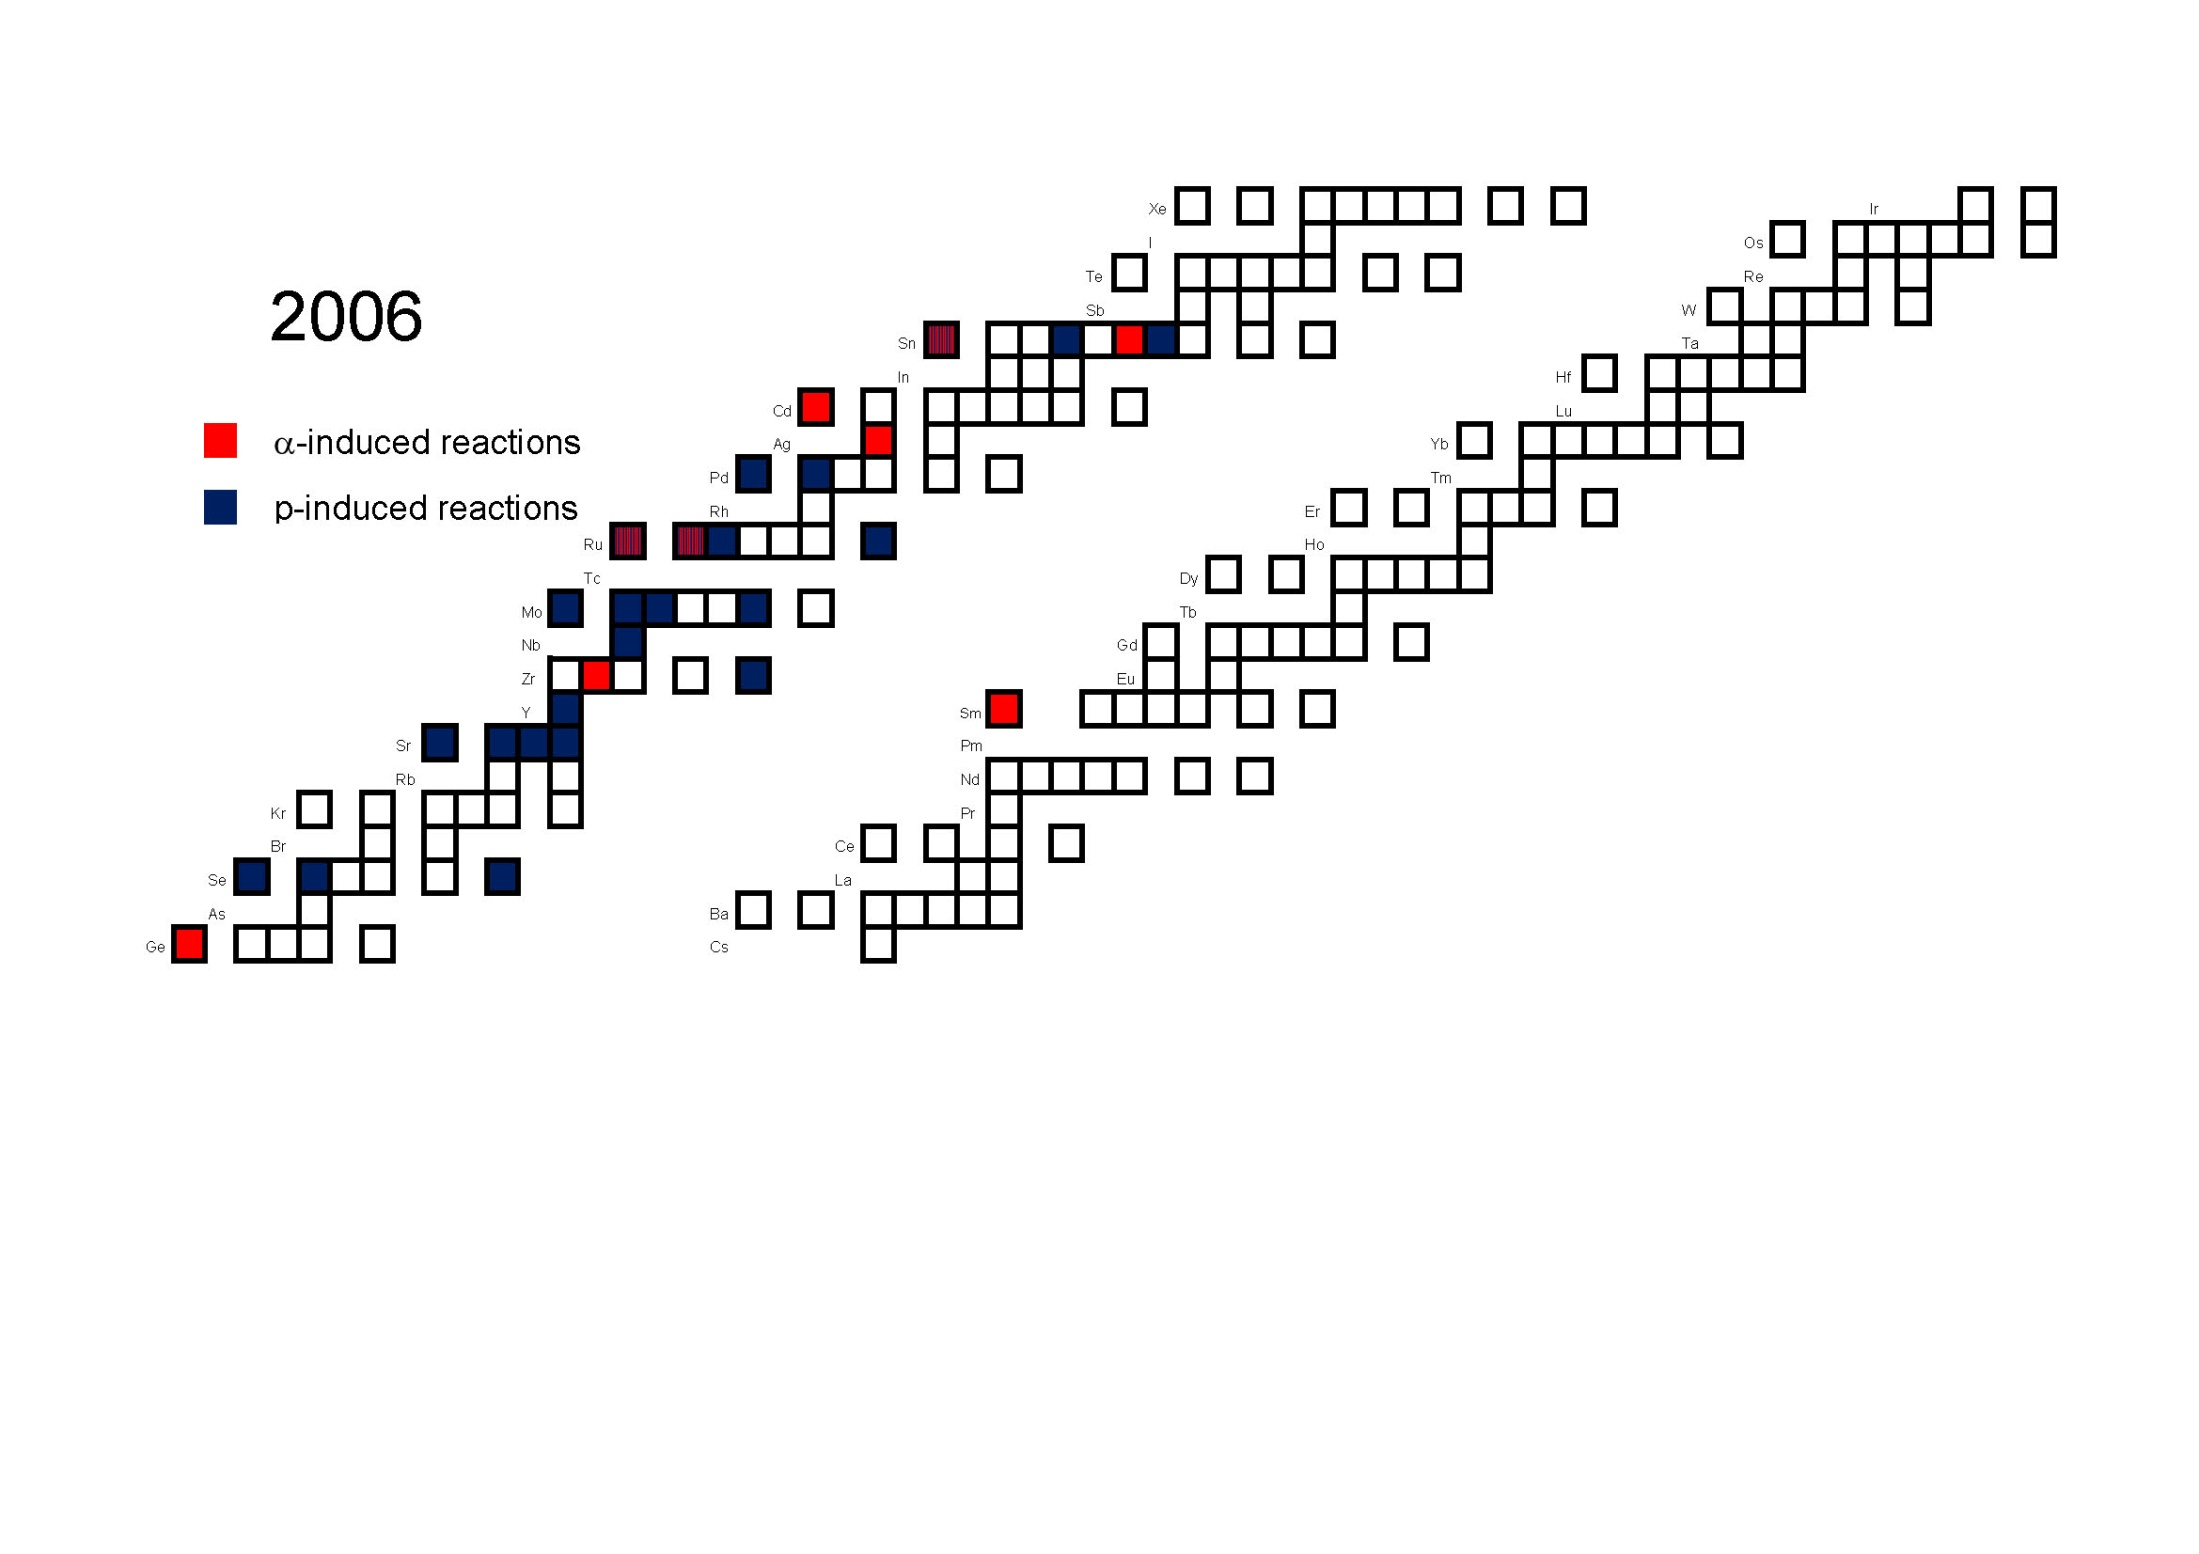 Xe
Ir
I
Os
Te
Re
2006
Sb
W
Sn
Ta
In
Hf
Cd
Lu
α-induced reactions
Ag
Yb
Pd
Tm
p-induced reactions
Rh
Er
Ru
Ho
Tc
Dy
Mo
Tb
Nb
Gd
Zr
Eu
Y
Sm
Sr
Pm
Rb
Nd
Kr
Pr
Br
Ce
Se
La
As
Ba
Ge
Cs